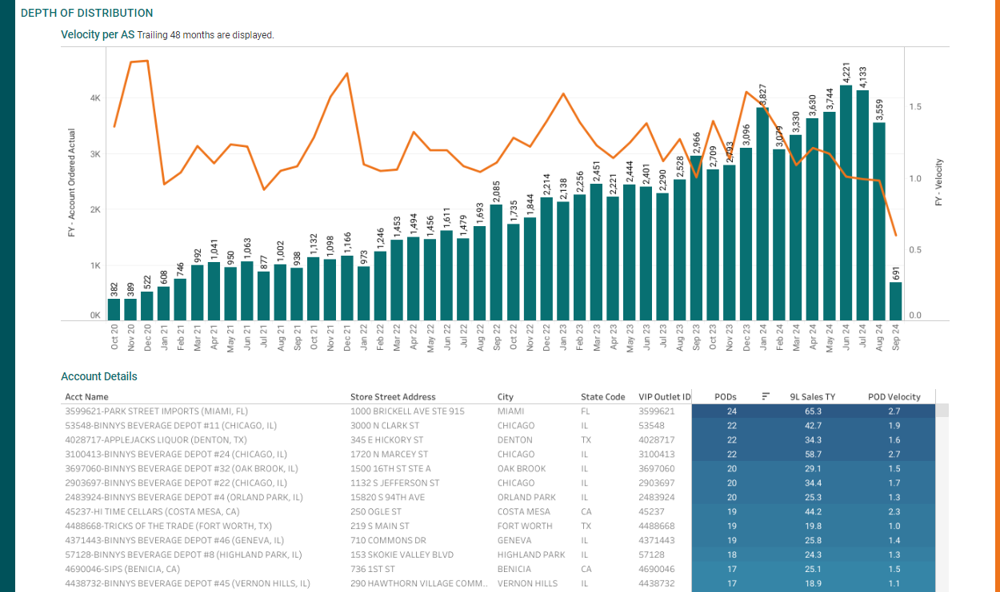 DEPTH OF DISTRIBUTION
Velocity per AS Trailing 48 months are displayed.
FY - Account Ordered Actual
4K
3K
2K
1K
0K
382
389
522
608
746
992
1,041
950
1,063
877
1,002
938
1,132
1,098
1,166
973
1,246
1,453
1,494
1,456
1,611
1,479
1,693
2,085
1,735
1,844
2,214
2,138
2,256
2,451
2,221
2,444
2,401
2,290
2,528
2,966
2,709
2,793
3,096
3,827
3,079
3,330
3,630
3,744
4,221
4,133
3,559
691
1.5
1.0
0.5
0.0
FY - Velocity
Oct 20
Nov 20
Dec 20
Jan 21
Feb 21
Mar 21
Apr 21
May 21
Jun 21
Jul 21
Aug 21
Sep 21
Oct 21
Nov 21
Dec 21
Jan 22
Feb 22
Mar 22
Apr 22
May 22
Jun 22
Jul 22
Aug 22
Sep 22
Oct 22
Nov 22
Dec 22
Jan 23
Feb 23
Mar 23
Apr 23
May 23
Jun 23
Jul 23
Aug 23
Sep 23
Oct 23
Nov 23
Dec 23
Jan 24
Feb 24
Mar 24
Apr 24
May 24
Jun 24
Jul 24
Aug 24
Sep 24
Account Details
Acct Name Store Street Address City State Code VIP Outlet ID PODs 9L Sales TY POD Velocity
3599621-PARK STREET IMPORTS (MIAMI, FL) 1000 BRICKELL AVE STE 915 MIAMI FL 3599621 24 65.3 2.7
53548-BINNYS BEVERAGE DEPOT #11 (CHICAGO, IL) 3000 N CLARK ST CHICAGO IL 53548 22 42.7 1.9
4028717-APPLEJACKS LIQUOR (DENTON, TX) 345 E HICKORY ST DENTON TX 4028717 22 34.3 1.6
3100413-BINNYS BEVERAGE DEPOT #24 (CHICAGO, IL) 1720 N MARCEY ST CHICAGO IL 3100413 22 58.7 2.7
3697060-BINNYS BEVERAGE DEPOT #32 (OAK BROOK, IL) 1500 16TH ST STE A OAK BROOK IL 3697060 20 29.1 1.5
2903697-BINNYS BEVERAGE DEPOT #22 (CHICAGO, IL) 1132 S JEFFERSON ST CHICAGO IL 2903697 20 34.4 1.7
2483924-BINNYS BEVERAGE DEPOT #4 (ORLAND PARK, IL) 15820 S 94TH AVE ORLAND PARK IL 2483924 20 25.3 1.3
45237-HI TIME CELLARS (COSTA MESA, CA) 250 OGLE ST COSTA MESA CA 45237 19 44.2 2.3
4488668-TRICKS OF THE TRADE (FORT WORTH, TX) 219 S MAIN ST FORT WORTH TX 4488668 19 19.8 1.0
4371443-BINNYS BEVERAGE DEPOT #46 (GENEVA, IL) 710 COMMONS DR GENEVA IL 4371443 19 25.8 1.4
57128-BINNYS BEVERAGE DEPOT #8 (HIGHLAND PARK, IL) 153 SKOKIE VALLEY BLVD HIGHLAND PARK IL 57128 18 24.3 1.3
4690046-SIPS (BENICIA, CA) 736 1ST ST BENICIA CA 4690046 17 25.1 1.5
4438732-BINNYS BEVERAGE DEPOT #45 (VERNON HILLS, IL) 290 HAWTHORN VILLAGE COMM.. VERNON HILLS IL 4438732 17 18.9 1.1